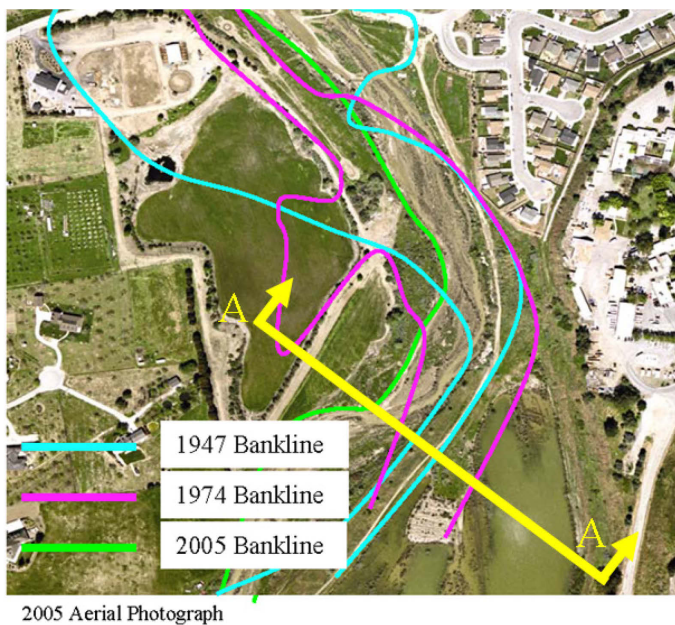 A
A
1947 Bankline
1974 Bankline
2005 Bankline
2005 Aerial Photograph